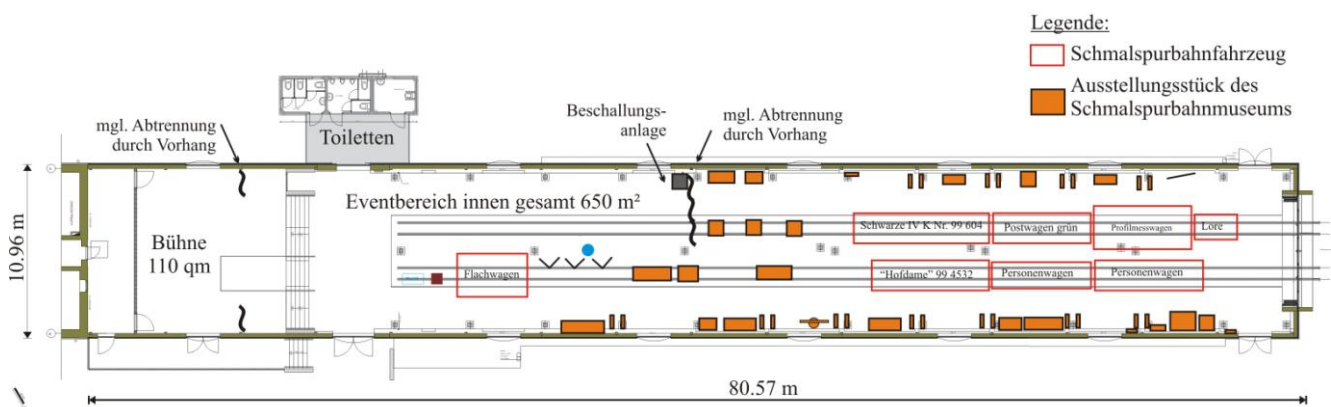 Legende:
Schmalspurbahnfahrzeug
Ausstellungsstück des
Schmalspurbahnmuseums
mgl. Abtrennung
durch Vorhang
Toiletten
Beschallungs-
anlage
mgl. Abtrennung
durch Vorhang
10.96 m
Bühne
110 qm
Eventbereich innen gesamt 650 m²
Schwarze IV K Nr. 99 604
Postwagen grün
Profilmesswagen
Lore
Flachwagen
"Hofdame" 99 4532
Personenwagen
Personenwagen
80.57 m